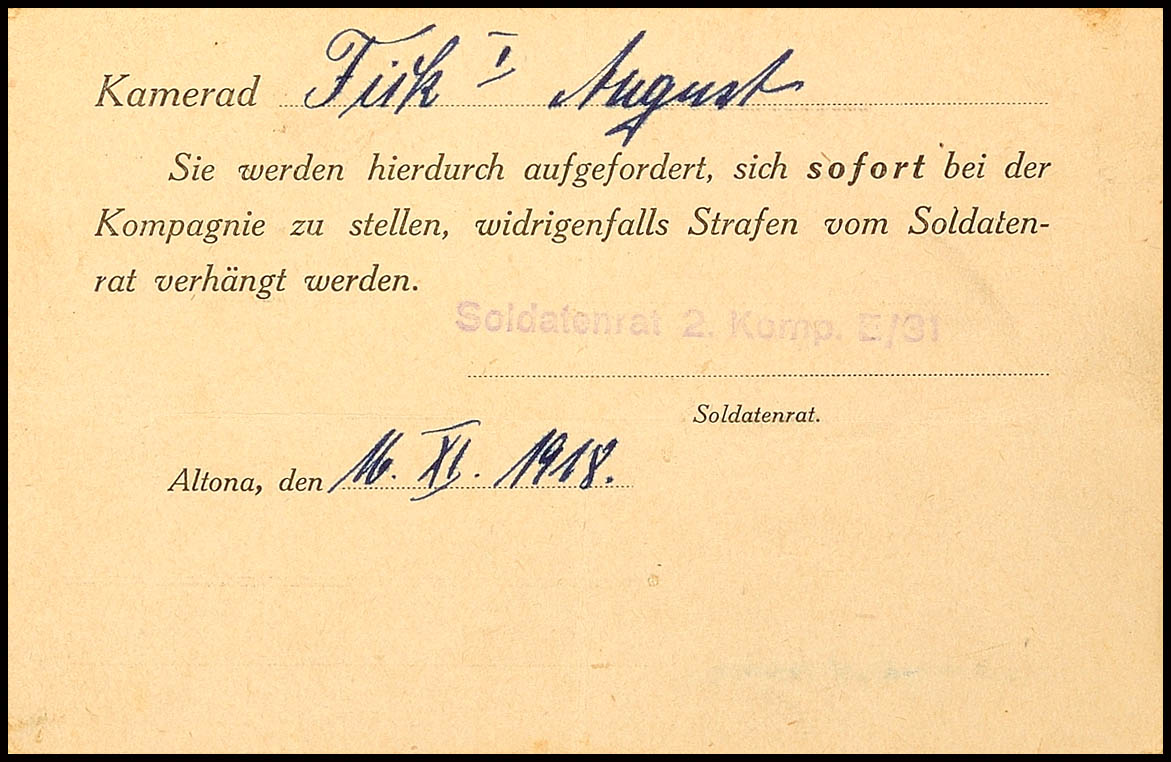 Kamerad Fick I August
Sie werden hierdurch aufgefordert, sich sofort bei der
Kompagnie zu stellen, widrigenfalls Strafen vom Soldaten-
rat verhängt werden.
Soldatenrat 2. Komp. E/31
Soldatenrat.
Altona, den 16. XI. 1918.